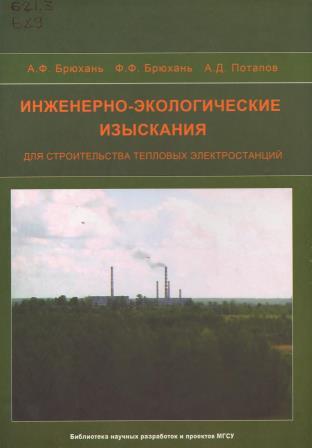 621.3
Б89
А.Ф. Брюхань Ф.Ф. Брюхань А.Д. Потапов
ИНЖЕНЕРНО-ЭКОЛОГИЧЕСКИЕ
ИЗЫСКАНИЯ
ДЛЯ СТРОИТЕЛЬСТВА ТЕПЛОВЫХ ЭЛЕКТРОСТАНЦИЙ
Библиотека научных разработок и проектов МГСУ